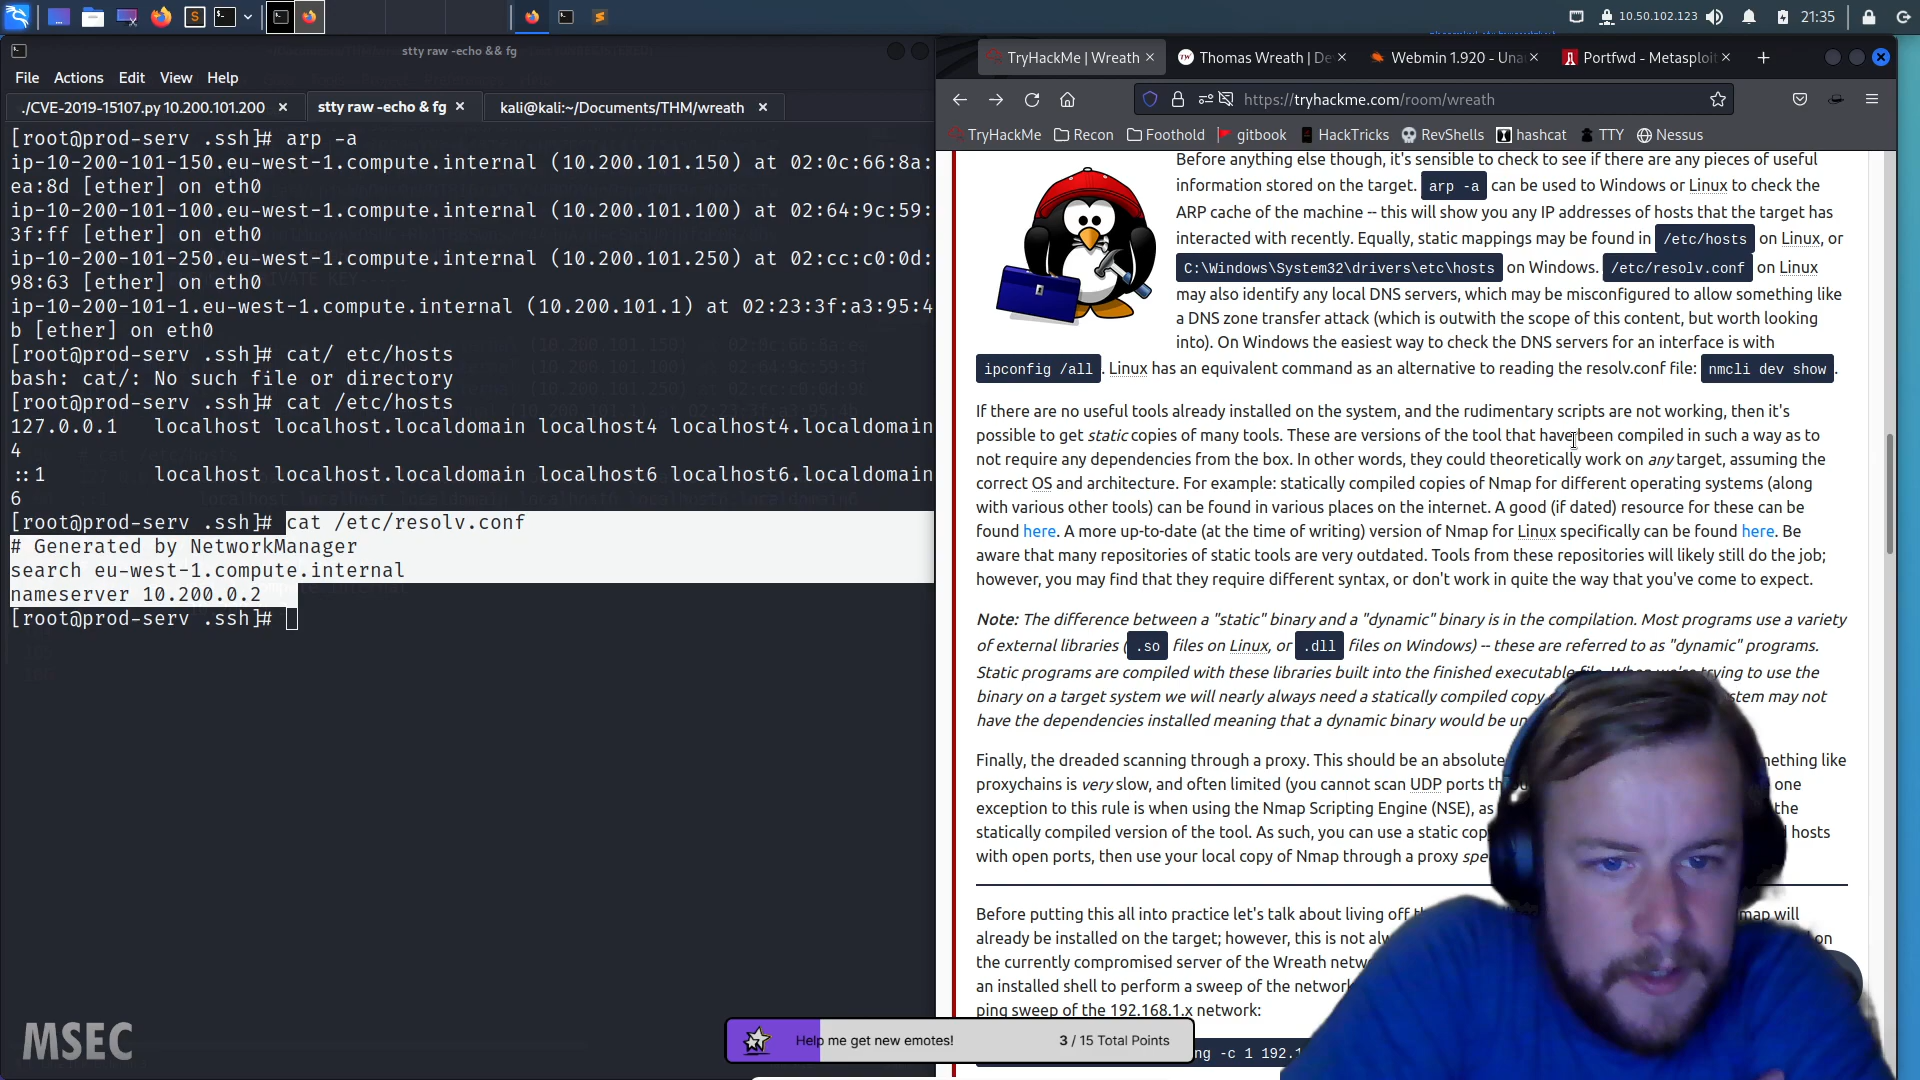 10.50.102.123
21:35
stty raw -echo && fg
File Actions Edit View Help
./CVE-2019-15107.py 10.200.101.200
stty raw -echo & fg
kali@kali:~/Documents/THM/wreath
[root@prod-serv .ssh]# arp -a
ip-10-200-101-150.eu-west-1.compute.internal (10.200.101.150) at 02:0c:66:8a:
ea:8d [ether] on eth0
ip-10-200-101-100.eu-west-1.compute.internal (10.200.101.100) at 02:64:9c:59:
3f:ff [ether] on eth0
ip-10-200-101-250.eu-west-1.compute.internal (10.200.101.250) at 02:cc:c0:0d:
98:63 [ether] on eth0
ip-10-200-101-1.eu-west-1.compute.internal (10.200.101.1) at 02:23:3f:a3:95:4
b [ether] on eth0
[root@prod-serv .ssh]# cat/ etc/hosts
bash: cat/: No such file or directory
[root@prod-serv .ssh]# cat /etc/hosts
127.0.0.1 localhost localhost.localdomain localhost4 localhost4.localdomain
4
::1 localhost localhost.localdomain localhost6 localhost6.localdomain
6
[root@prod-serv .ssh]# cat /etc/resolv.conf
# Generated by NetworkManager
search eu-west-1.compute.internal
nameserver 10.200.0.2
[root@prod-serv .ssh]#
MSEC
TryHackMe | Wreath
Thomas Wreath | De
Webmin 1.920 - Una
Portfwd - Metasploit
https://tryhackme.com/room/wreath
TryHackMe Recon Foothold gitbook HackTricks RevShells hashcat TTY Nessus
Before anything else though, it's sensible to check to see if there are any pieces of useful
information stored on the target. arp -a can be used to Windows or Linux to check the
ARP cache of the machine -- this will show you any IP addresses of hosts that the target has
interacted with recently. Equally, static mappings may be found in /etc/hosts on Linux, or
C:\Windows\System32\drivers\etc\hosts on Windows. /etc/resolv.conf on Linux
may also identify any local DNS servers, which may be misconfigured to allow something like
a DNS zone transfer attack (which is outwith the scope of this content, but worth looking
into). On Windows the easiest way to check the DNS servers for an interface is with
ipconfig /all. Linux has an equivalent command as an alternative to reading the resolv.conf file: nmcli dev show.
If there are no useful tools already installed on the system, and the rudimentary scripts are not working, then it's
possible to get static copies of many tools. These are versions of the tool that have been compiled in such a way as to
not require any dependencies from the box. In other words, they could theoretically work on any target, assuming the
correct OS and architecture. For example: statically compiled copies of Nmap for different operating systems (along
with various other tools) can be found in various places on the internet. A good (if dated) resource for these can be
found here. A more up-to-date (at the time of writing) version of Nmap for Linux specifically can be found here. Be
aware that many repositories of static tools are very outdated. Tools from these repositories will likely still do the job;
however, you may find that they require different syntax, or don't work in quite the way that you've come to expect.
Note: The difference between a "static" binary and a "dynamic" binary is in the compilation. Most programs use a variety
of external libraries (.so files on Linux, or .dll files on Windows) -- these are referred to as "dynamic" programs.
Static programs are compiled with these libraries built into the finished executable file. When we're trying to use the
binary on a target system we will nearly always need a statically compiled copy stem may not
have the dependencies installed meaning that a dynamic binary would be un
Finally, the dreaded scanning through a proxy. This should be an absolute mething like
proxychains is very slow, and often limited (you cannot scan UDP ports th one
exception to this rule is when using the Nmap Scripting Engine (NSE), as the
statically compiled version of the tool. As such, you can use a static cop hosts
with open ports, then use your local copy of Nmap through a proxy spe
Before putting this all into practice let's talk about living off t map will
already be installed on the target; however, this is not alw on
the currently compromised server of the Wreath netw
an installed shell to perform a sweep of the network
ping sweep of the 192.168.1.x network:
ng -c 1 192.1
Help me get new emotes!
3 / 15 Total Points